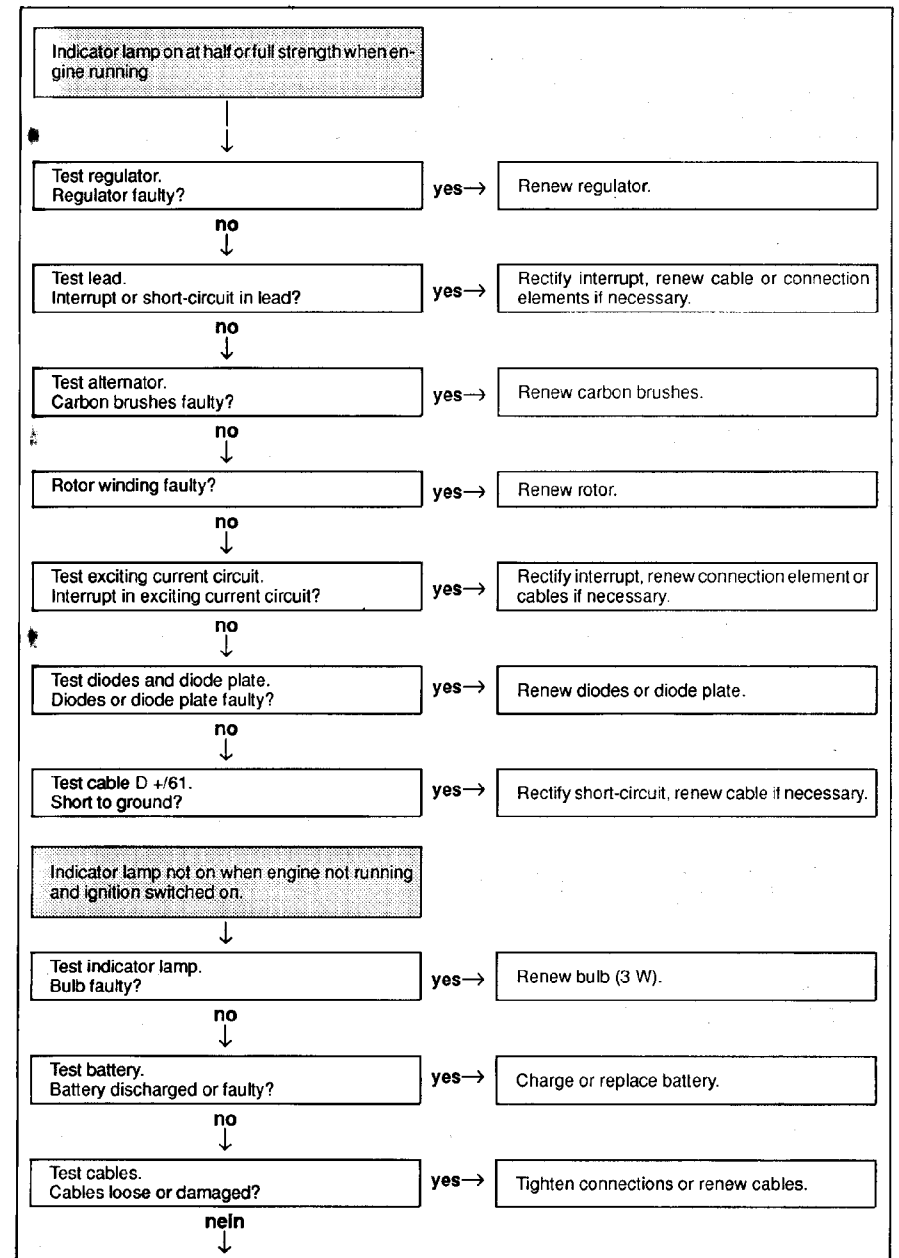 Indicator lamp on at half or full strength when en-
gine running
↓
Test regulator.
Regulator faulty?
yes→
Renew regulator.
no
↓
Test lead.
Interrupt or short-circuit in lead?
yes→
Rectify interrupt, renew cable or connection
elements if necessary.
no
↓
Test alternator.
Carbon brushes faulty?
yes→
Renew carbon brushes.
no
↓
Rotor winding faulty?
yes→
Renew rotor.
no
↓
Test exciting current circuit.
Interrupt in exciting current circuit?
yes→
Rectify interrupt, renew connection element or
cables if necessary.
no
↓
Test diodes and diode plate.
Diodes or diode plate faulty?
yes→
Renew diodes or diode plate.
no
↓
Test cable D +/61.
Short to ground?
yes→
Rectify short-circuit, renew cable if necessary.
Indicator lamp not on when engine not running
and ignition switched on.
↓
Test indicator lamp.
Bulb faulty?
yes→
Renew bulb (3 W).
no
↓
Test battery.
Battery discharged or faulty?
yes→
Charge or replace battery.
no
↓
Test cables.
Cables loose or damaged?
yes→
Tighten connections or renew cables.
nein
↓